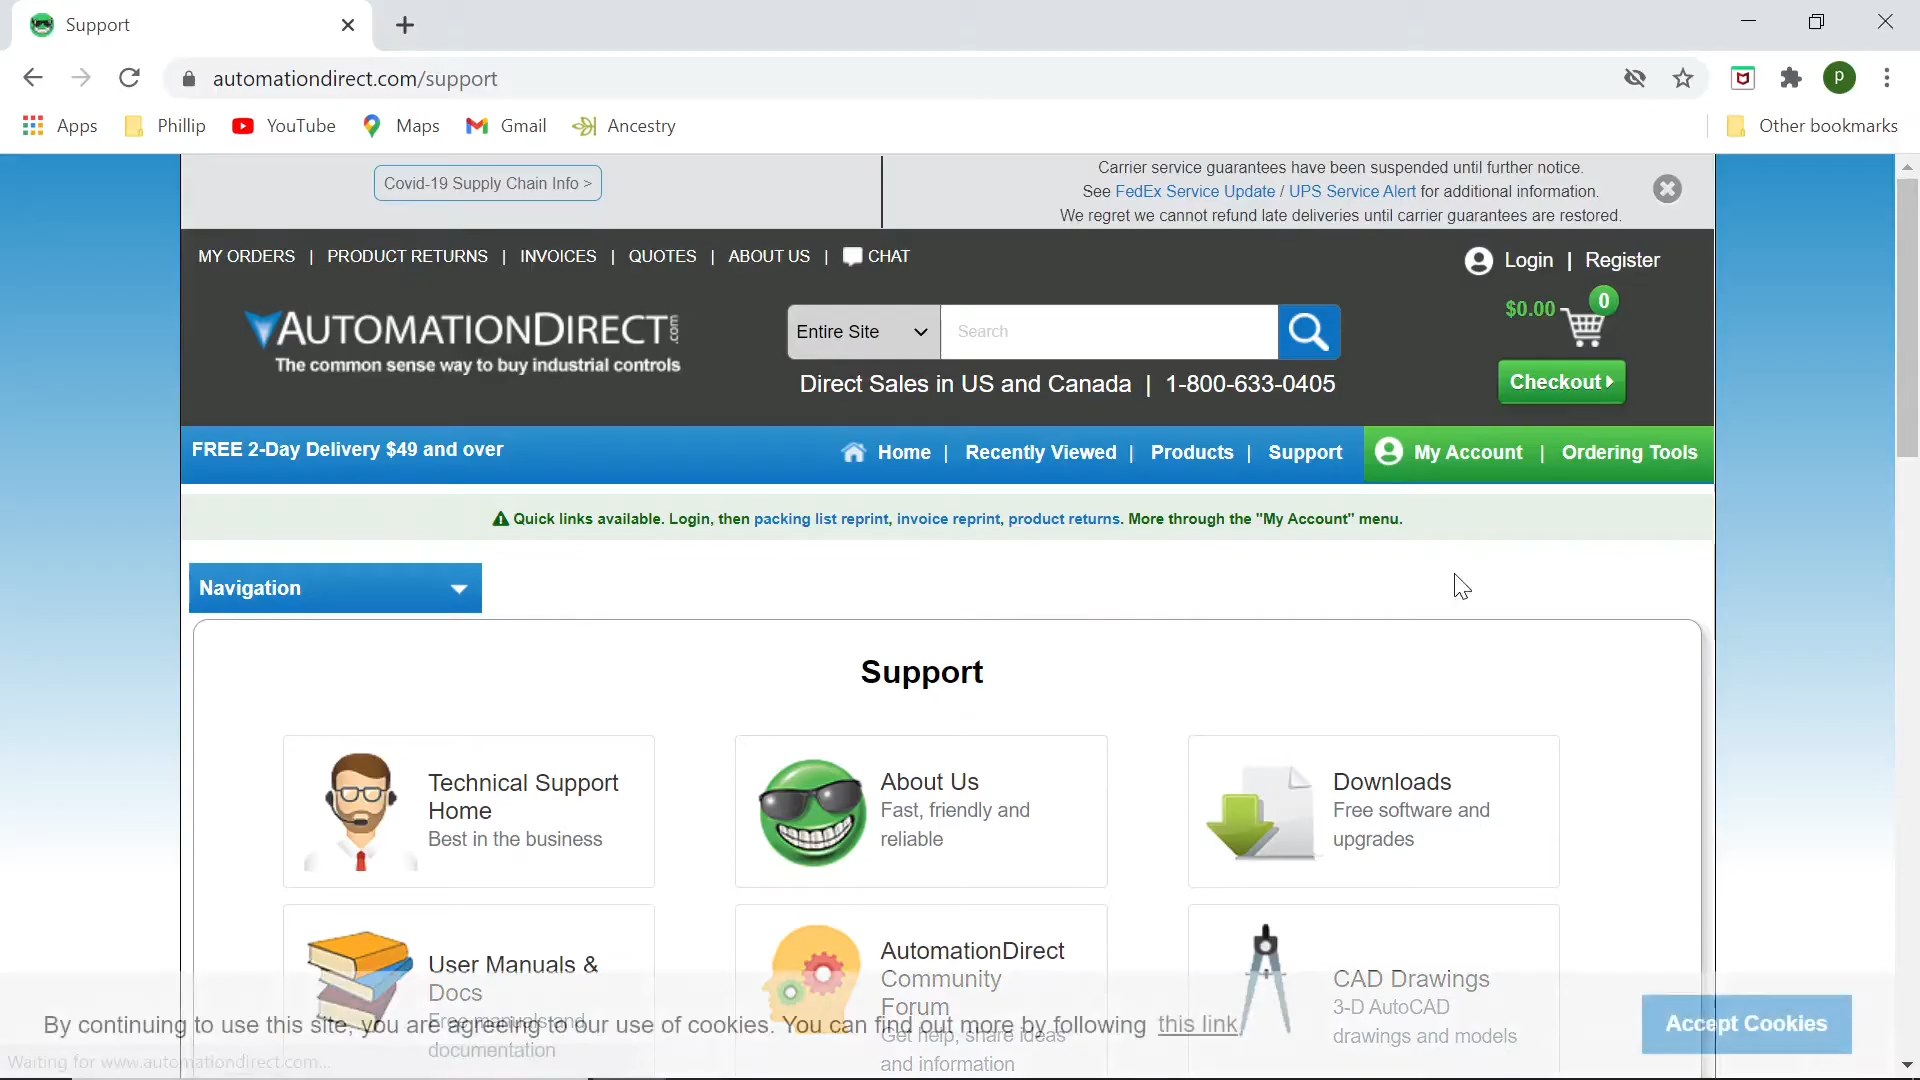 Support
automationdirect.com/support
P
Apps
Phillip
YouTube
Maps
Gmail
Ancestry
Other bookmarks
Covid-19 Supply Chain Info >
Carrier service guarantees have been suspended until further notice.
See FedEx Service Update / UPS Service Alert for additional information.
We regret we cannot refund late deliveries until carrier guarantees are restored.
MY ORDERS | PRODUCT RETURNS | INVOICES | QUOTES | ABOUT US | CHAT
Login | Register
AUTOMATIONDIRECT.com
The common sense way to buy industrial controls
Entire Site
Search
$0.00
0
Direct Sales in US and Canada | 1-800-633-0405
Checkout
FREE 2-Day Delivery $49 and over
Home | Recently Viewed | Products | Support
My Account | Ordering Tools
Quick links available. Login, then packing list reprint, invoice reprint, product returns. More through the "My Account" menu.
Navigation
Support
Technical Support
Home
Best in the business
About Us
Fast, friendly and
reliable
Downloads
Free software and
upgrades
User Manuals &
Docs
Free manuals and
documentation
AutomationDirect
Community
Forum
Get help, share ideas
and information
CAD Drawings
3-D AutoCAD
drawings and models
By continuing to use this site, you are agreeing to our use of cookies. You can find out more by following this link
Accept Cookies
Waiting for www.automationdirect.com...